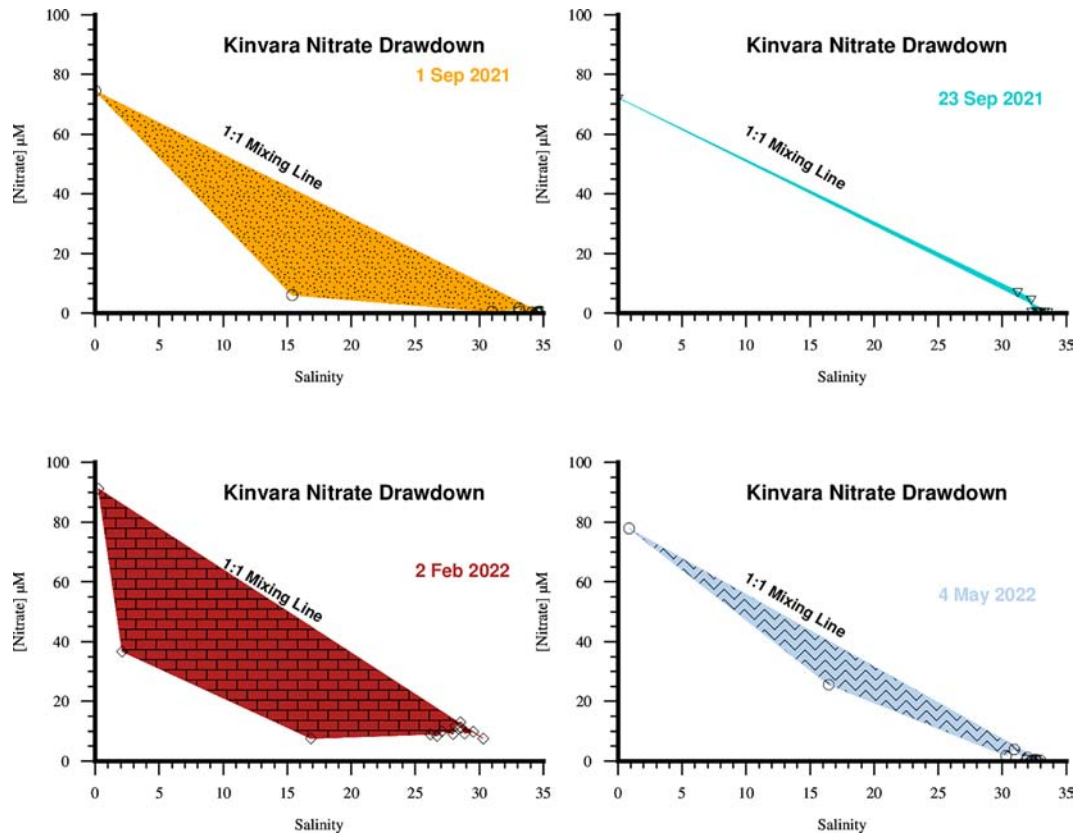 Kinvara Nitrate Drawdown
1 Sep 2021
1:1 Mixing Line
[Nitrate] µM
100
80
60
40
20
0
0 5 10 15 20 25 30 35
Salinity
Kinvara Nitrate Drawdown
23 Sep 2021
1:1 Mixing Line
[Nitrate] µM
100
80
60
40
20
0
0 5 10 15 20 25 30 35
Salinity
Kinvara Nitrate Drawdown
2 Feb 2022
1:1 Mixing Line
[Nitrate] µM
100
80
60
40
20
0
0 5 10 15 20 25 30 35
Salinity
Kinvara Nitrate Drawdown
4 May 2022
1:1 Mixing Line
[Nitrate] µM
100
80
60
40
20
0
0 5 10 15 20 25 30 35
Salinity